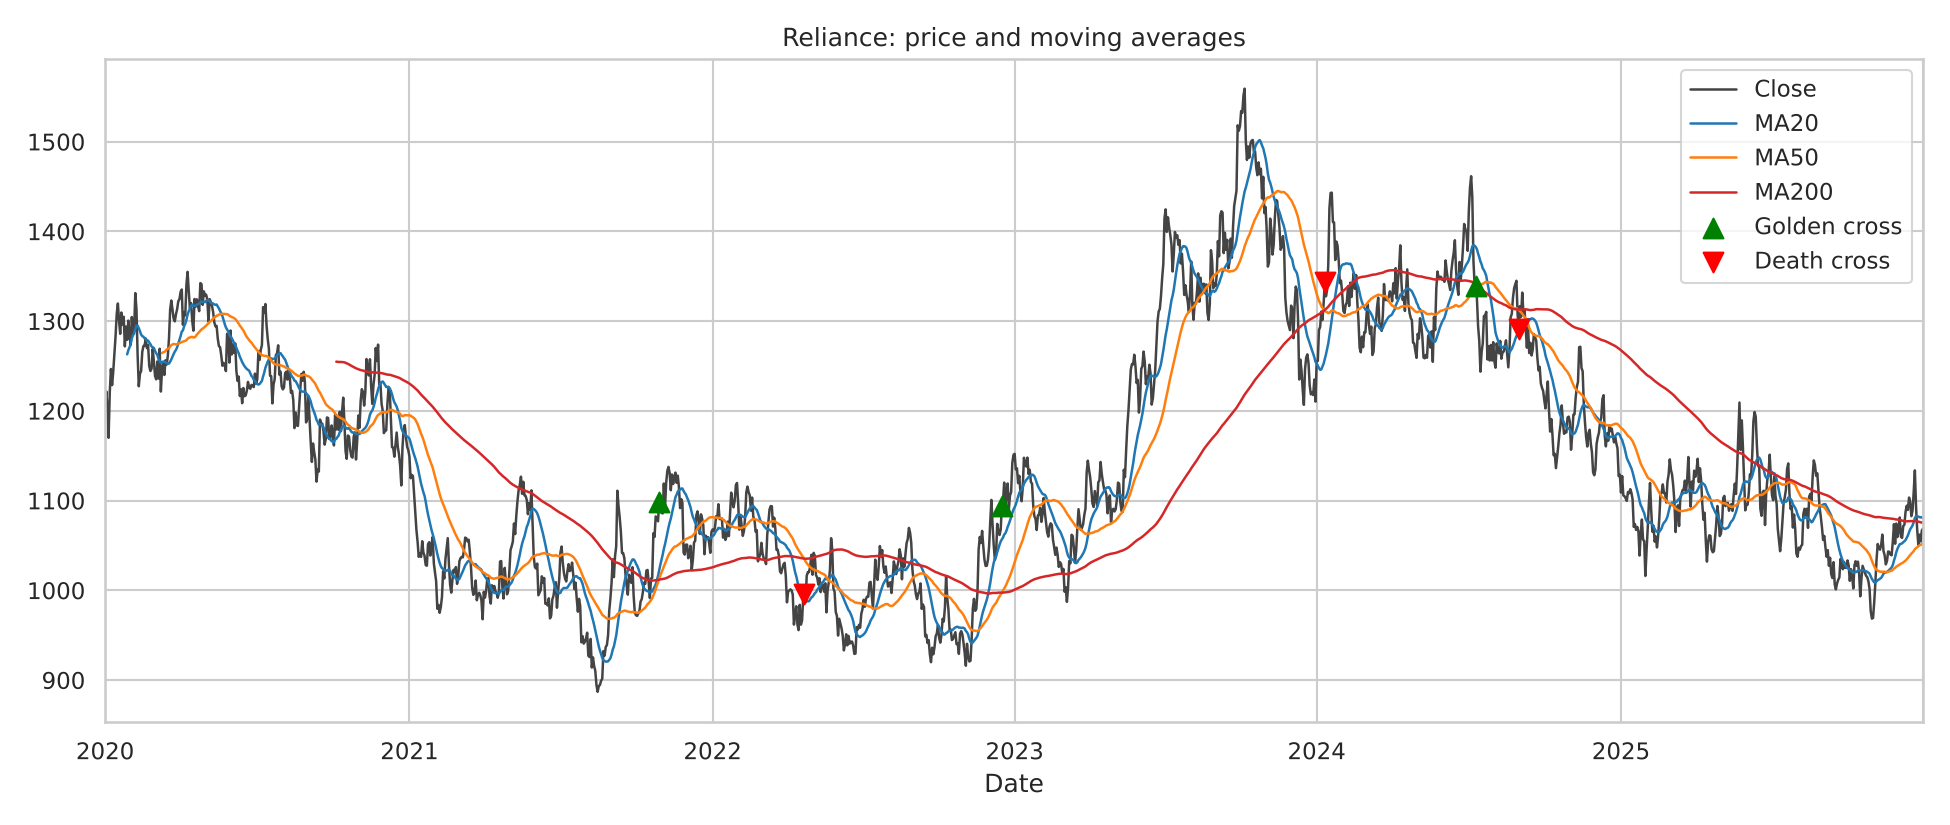 Reliance: price and moving averages
Close
MA20
MA50
MA200
Golden cross
Death cross
1500
1400
1300
1200
1100
1000
900
2020 2021 2022 2023 2024 2025
Date